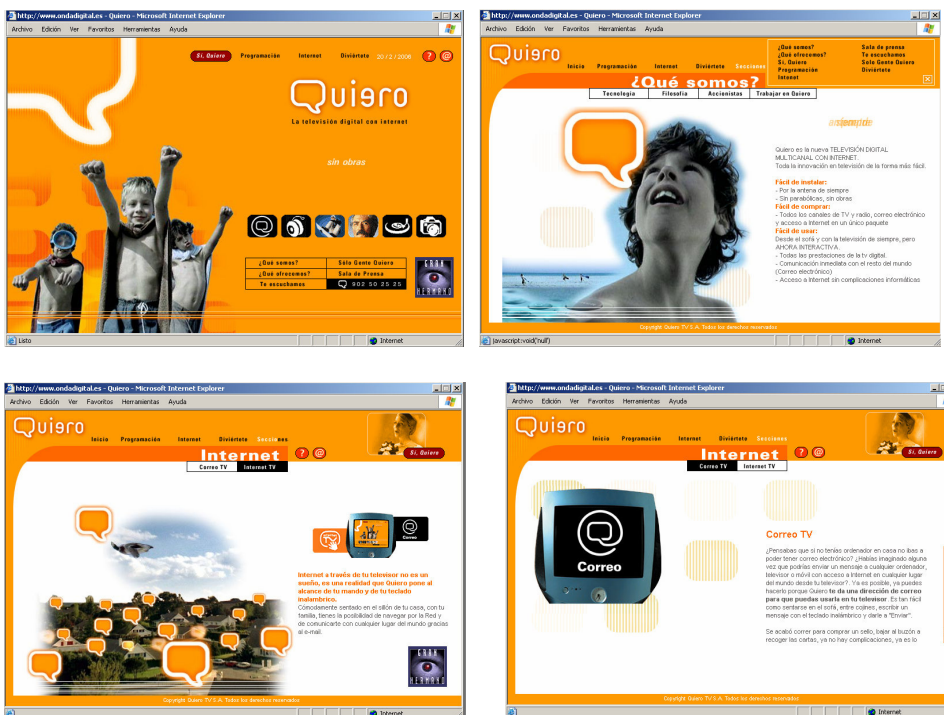 http://www.ondadigital.es - Quiero - Microsoft Internet Explorer
Archivo Edición Ver Favoritos Herramientas Ayuda
Sí, Quiero Programación Internet Diviértete 20 / 2 / 2006 ? @
Quiero
La televisión digital con internet
sin obras
¿Qué somos? Sólo Gente Quiero
¿Qué ofrecemos? Sala de Prensa
Te escuchamos 902 50 25 25
GRAN
HERMANO
Listo Internet
http://www.ondadigital.es - Quiero - Microsoft Internet Explorer
Archivo Edición Ver Favoritos Herramientas Ayuda
Quiero
Inicio Programación Internet Diviértete Secciones
¿Qué somos? Sala de prensa
¿Qué ofrecemos? Te escuchamos
Sí, Quiero Solo Gente Quiero
Programación Diviértete
Intenet
¿Qué somos?
Tecnología Filosofía Accionistas Trabajar en Quiero
Quiero es la nueva TELEVISIÓN DIGITAL
MULTICANAL CON INTERNET.
Toda la innovación en televisión de la forma más fácil.
Fácil de instalar:
- Por la antena de siempre
- Sin parabólicas, sin obras
Fácil de comprar:
- Todos los canales de TV y radio, correo electrónico
y acceso a Internet en un único paquete
Fácil de usar:
Desde el sofá y con la televisión de siempre, pero
AHORA INTERACTIVA.
- Todas las prestaciones de la tv digital.
- Comunicación inmediata con el resto del mundo
(Correo electrónico)
- Acceso a Internet sin complicaciones informáticas
Copyright Quiero TV S.A. Todos los derechos reservados
javascript:void('null') Internet
http://www.ondadigital.es - Quiero - Microsoft Internet Explorer
Archivo Edición Ver Favoritos Herramientas Ayuda
Quiero
Inicio Programación Internet Diviértete Secciones
Internet ? @
Sí, Quiero
Correo TV Internet TV
Correo
Internet a través de tu televisor no es un
sueño, es una realidad que Quiero pone al
alcance de tu mando y de tu teclado
inalambrico.
Cómodamente sentado en el sillón de tu casa, con tu
familia, tienes la posibilidad de navegar por la Red y
de comunicarte con cualquier lugar del mundo gracias
al e-mail.
GRAN
HERMANO
Copyright Quiero TV S.A. Todos los derechos reservados
Internet
http://www.ondadigital.es - Quiero - Microsoft Internet Explorer
Archivo Edición Ver Favoritos Herramientas Ayuda
Quiero
Inicio Programación Internet Diviértete Secciones
Internet ? @
Sí, Quiero
Correo TV Internet TV
Correo
Correo TV
¿Pensabas que si no tenías ordenador en casa no ibas a
poder tener correo electrónico? ¿Habías imaginado alguna
vez que podrías enviar un mensaje a cualquier ordenador,
televisor o móvil con acceso a Internet en cualquier lugar
del mundo desde tu televisor?. Ya es posible, ya puedes
hacerlo porque Quiero te da una dirección de correo
para que puedas usarla en tu televisor. Es tan fácil
como sentarse en el sofá, entre cojines, escribir un
mensaje con el teclado inalámbrico y darle a "Enviar".
Se acabó correr para comprar un sello, bajar al buzón a
recoger las cartas, ya no hay complicaciones, ya es lo
Copyright Quiero TV S.A. Todos los derechos reservados
Internet